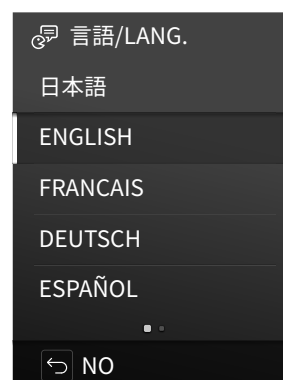 言語/LANG.
日本語
ENGLISH
FRANCAIS
DEUTSCH
ESPAÑOL
NO